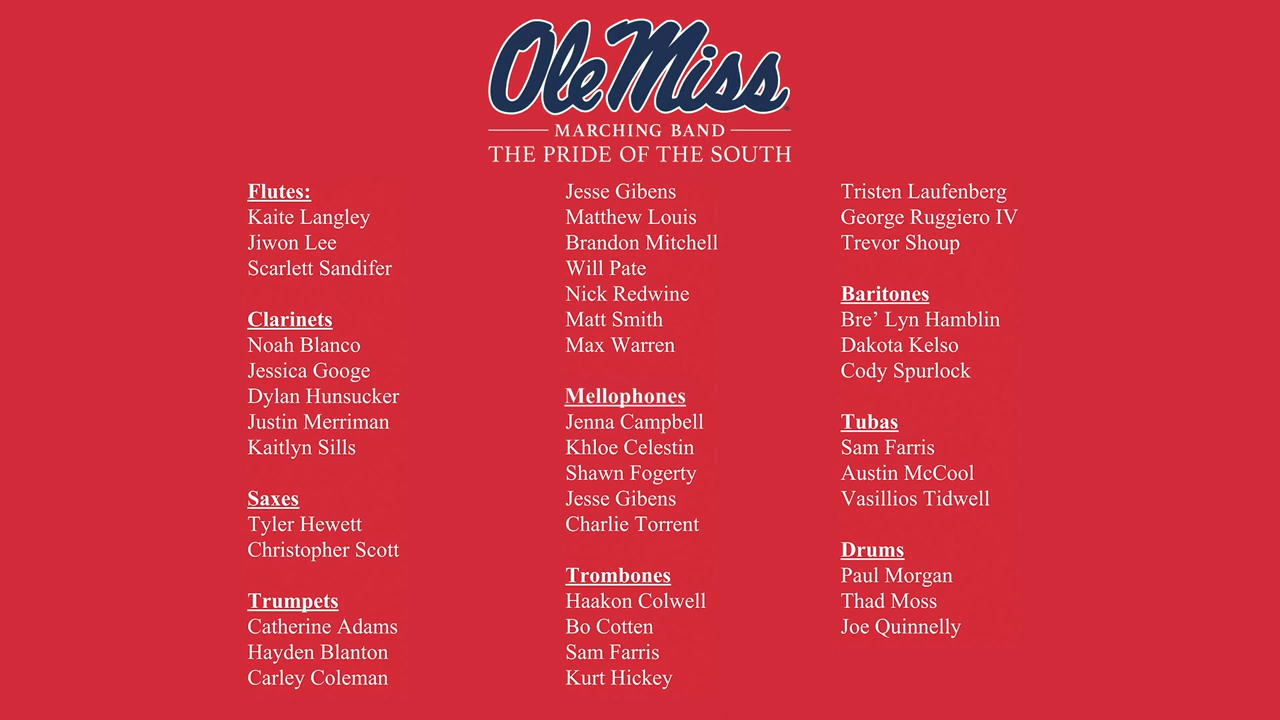 Ole Miss
MARCHING BAND
THE PRIDE OF THE SOUTH
Flutes:
Kaite Langley
Jiwon Lee
Scarlett Sandifer
Clarinets
Noah Blanco
Jessica Googe
Dylan Hunsucker
Justin Merriman
Kaitlyn Sills
Saxes
Tyler Hewett
Christopher Scott
Trumpets
Catherine Adams
Hayden Blanton
Carley Coleman
Jesse Gibens
Matthew Louis
Brandon Mitchell
Will Pate
Nick Redwine
Matt Smith
Max Warren
Mellophones
Jenna Campbell
Khloe Celestin
Shawn Fogerty
Jesse Gibens
Charlie Torrent
Trombones
Haakon Colwell
Bo Cotten
Sam Farris
Kurt Hickey
Tristen Laufenberg
George Ruggiero IV
Trevor Shoup
Baritones
Bre’ Lyn Hamblin
Dakota Kelso
Cody Spurlock
Tubas
Sam Farris
Austin McCool
Vasillios Tidwell
Drums
Paul Morgan
Thad Moss
Joe Quinnelly